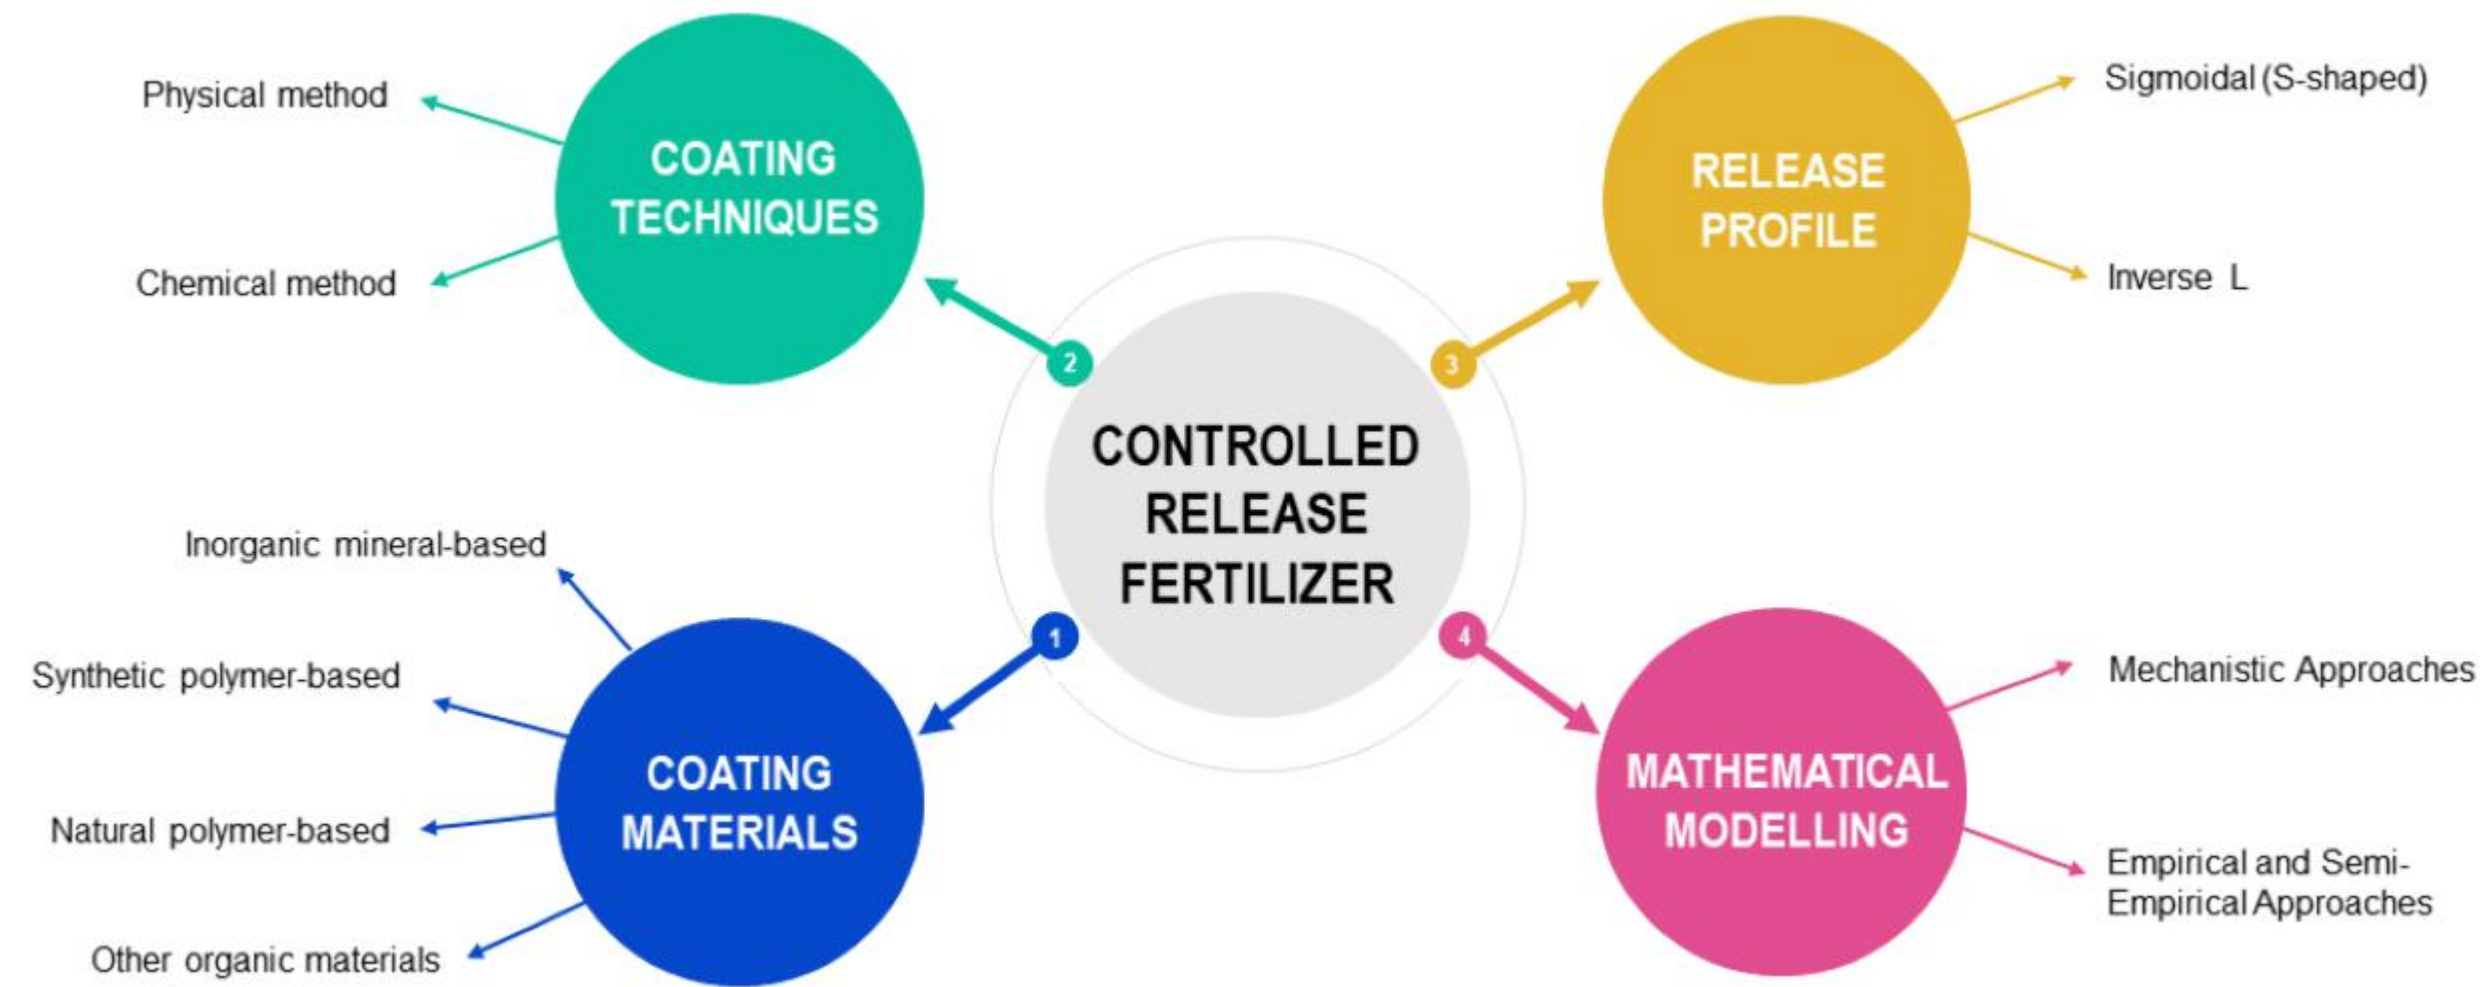 Physical method
COATING
TECHNIQUES
Chemical method
2
RELEASE
PROFILE
Sigmoidal (S-shaped)
Inverse L
3
CONTROLLED
RELEASE
FERTILIZER
Inorganic mineral-based
Synthetic polymer-based
Natural polymer-based
Other organic materials
1
COATING
MATERIALS
4
MATHEMATICAL
MODELLING
Mechanistic Approaches
Empirical and Semi-
Empirical Approaches